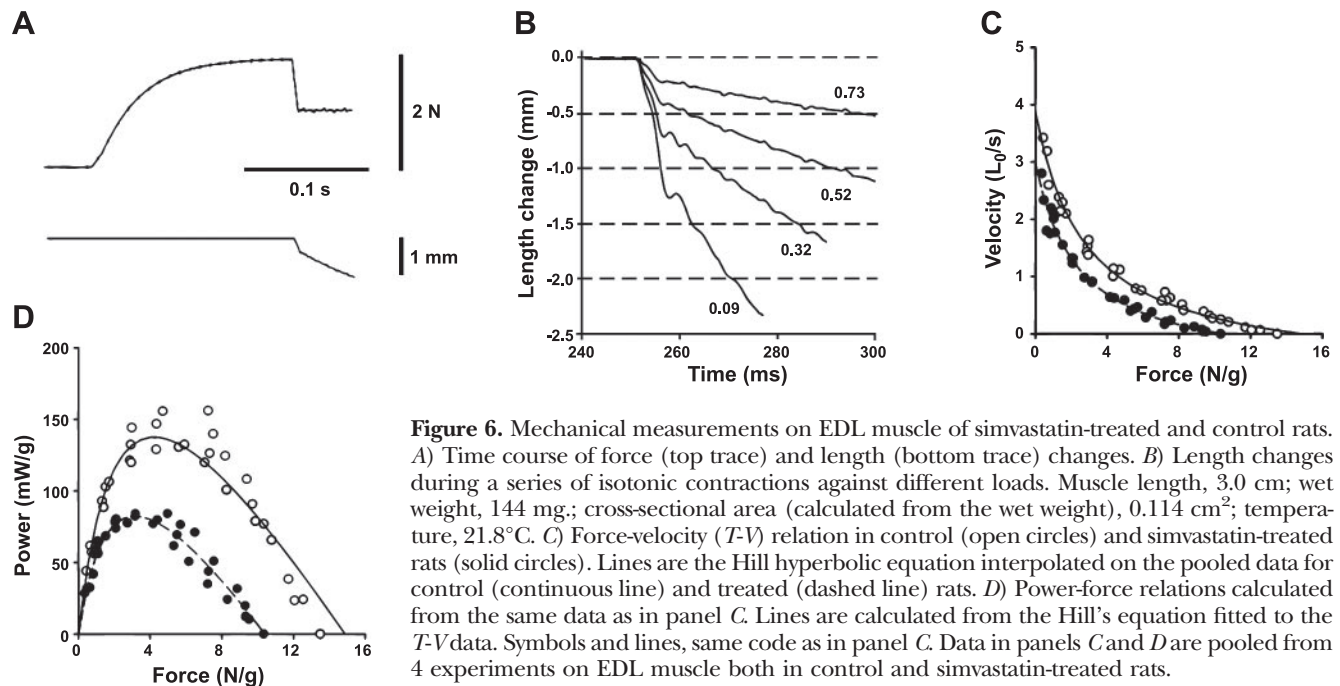 A
2 N
0.1 s
1 mm
B
Length change (mm)
0.0
-0.5
-1.0
-1.5
-2.0
-2.5
0.73
0.52
0.32
0.09
240 260 280 300
Time (ms)
C
Velocity (L0/s)
5
4
3
2
1
0
0 4 8 12 16
Force (N/g)
D
Power (mW/g)
200
150
100
50
0
0 4 8 12 16
Force (N/g)
Figure 6. Mechanical measurements on EDL muscle of simvastatin-treated and control rats.
A) Time course of force (top trace) and length (bottom trace) changes. B) Length changes
during a series of isotonic contractions against different loads. Muscle length, 3.0 cm; wet
weight, 144 mg.; cross-sectional area (calculated from the wet weight), 0.114 cm²; tempera-
ture, 21.8°C. C) Force-velocity (T-V) relation in control (open circles) and simvastatin-treated
rats (solid circles). Lines are the Hill hyperbolic equation interpolated on the pooled data for
control (continuous line) and treated (dashed line) rats. D) Power-force relations calculated
from the same data as in panel C. Lines are calculated from the Hill's equation fitted to the
T-V data. Symbols and lines, same code as in panel C. Data in panels C and D are pooled from
4 experiments on EDL muscle both in control and simvastatin-treated rats.